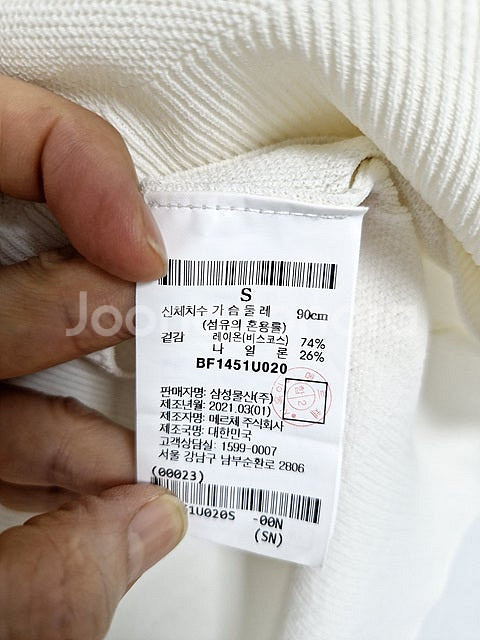 S
신체치수 가슴둘레 90cm
(섬유의 혼용률)
겉감 레이온(비스코스) 74%
나일론 26%
BF1451U020
판매자명: 삼성물산(주)
제조년월: 2021.03(01)
제조자명: 메르체 주식회사
제조국명: 대한민국
고객상담실: 1599-0007
서울 강남구 남부순환로 2806
(00023)
1U020S -00N
(SN)